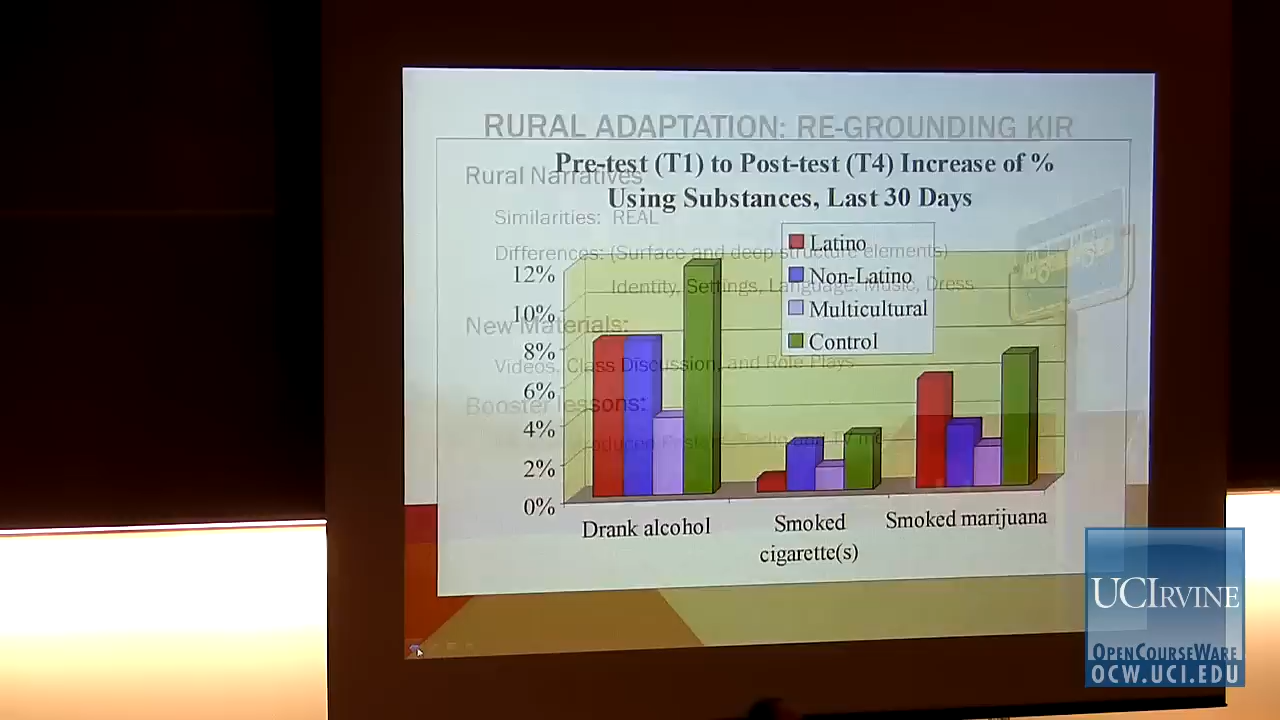 RURAL ADAPTATION: RE-GROUNDING KIR
Pre-test (T1) to Post-test (T4) Increase of %
Using Substances, Last 30 Days
Rural Narratives
Similarities: REAL
Differences: (Surface and deep structure elements)
Identity, Settings, Language, Music, Dress
New Materials:
Videos, Class Discussion, and Role Plays
Booster lessons:
Latino
Non-Latino
Multicultural
Control
12%
10%
8%
6%
4%
2%
0%
Drank alcohol
Smoked
cigarette(s)
Smoked marijuana
UCIRVINE
OPENCOURSEWARE
OCW.UCI.EDU